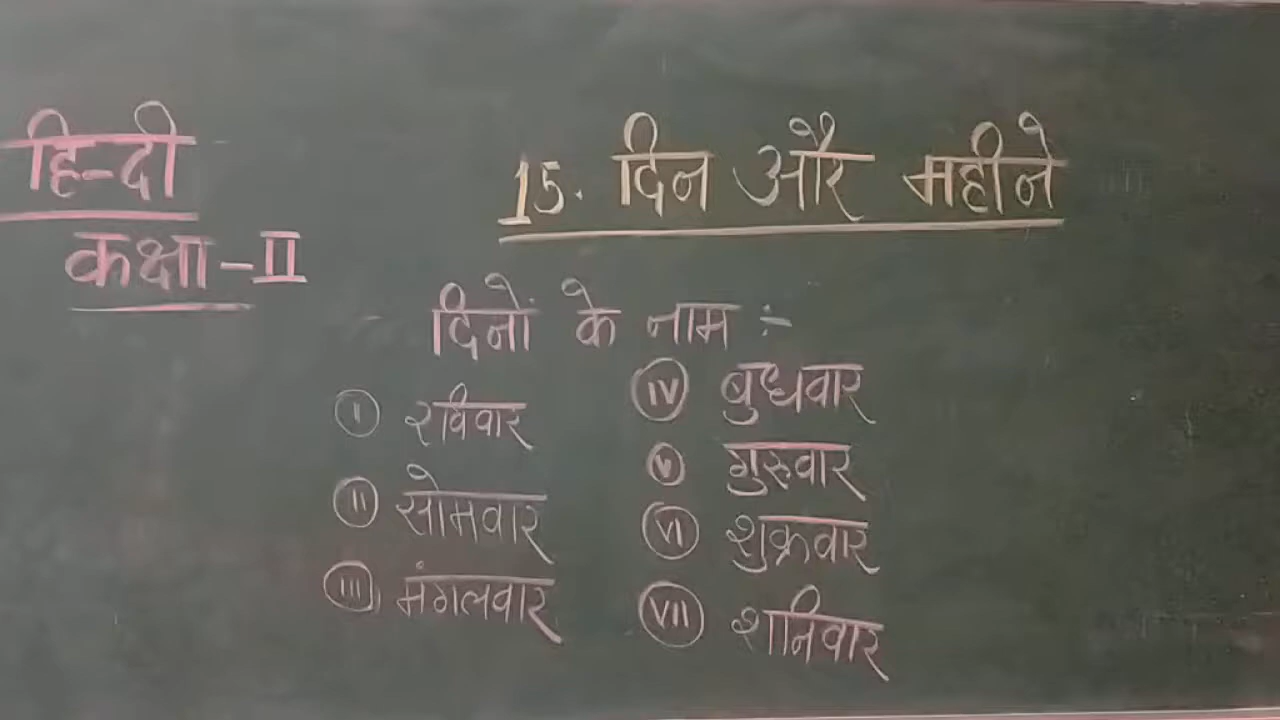 हिन्दी
कक्षा - II
15. दिन और महीने
दिनों के नाम :-
(I) रविवार
(II) सोमवार
(III) मंगलवार
(IV) बुधवार
(V) गुरुवार
(VI) शुक्रवार
(VII) शनिवार